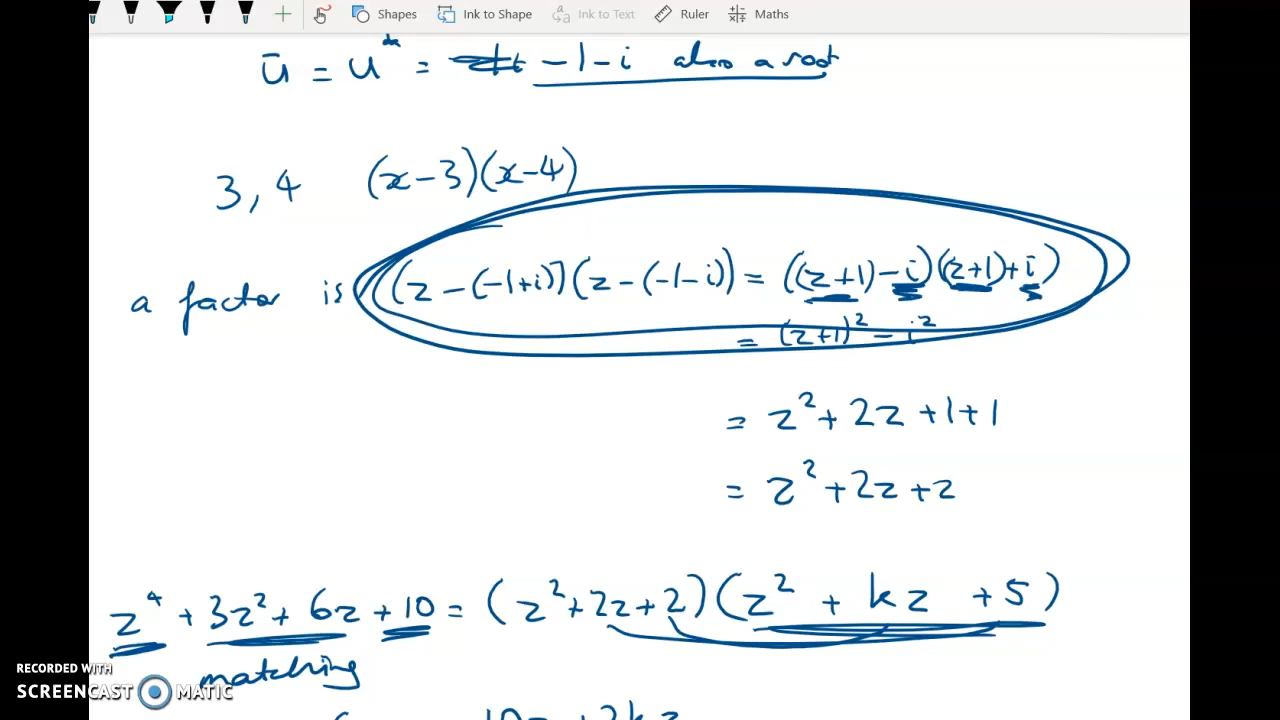 Shapes Ink to Shape Ink to Text Ruler Maths
ū = u* = -1-i also a root
3, 4 (x-3)(x-4)
a factor is (z-(-1+i))(z-(-1-i)) = ((z+1)-i)(z+1)+i)
= (z+1)² - i²
= z² + 2z + 1 + 1
= z² + 2z + 2
z⁴ + 3z² + 6z + 10 = (z² + 2z + 2)(z² + kz + 5)
matching
RECORDED WITH
SCREENCAST MATIC